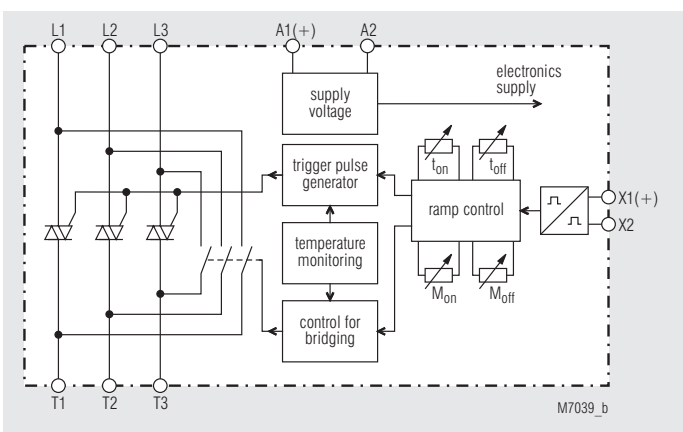 L1 L2 L3 A1(+) A2
electronics
supply
supply
voltage
ton toff
trigger pulse
generator
ramp control
X1(+)
X2
temperature
monitoring
Mon Moff
control for
bridging
T1 T2 T3
M7039_b